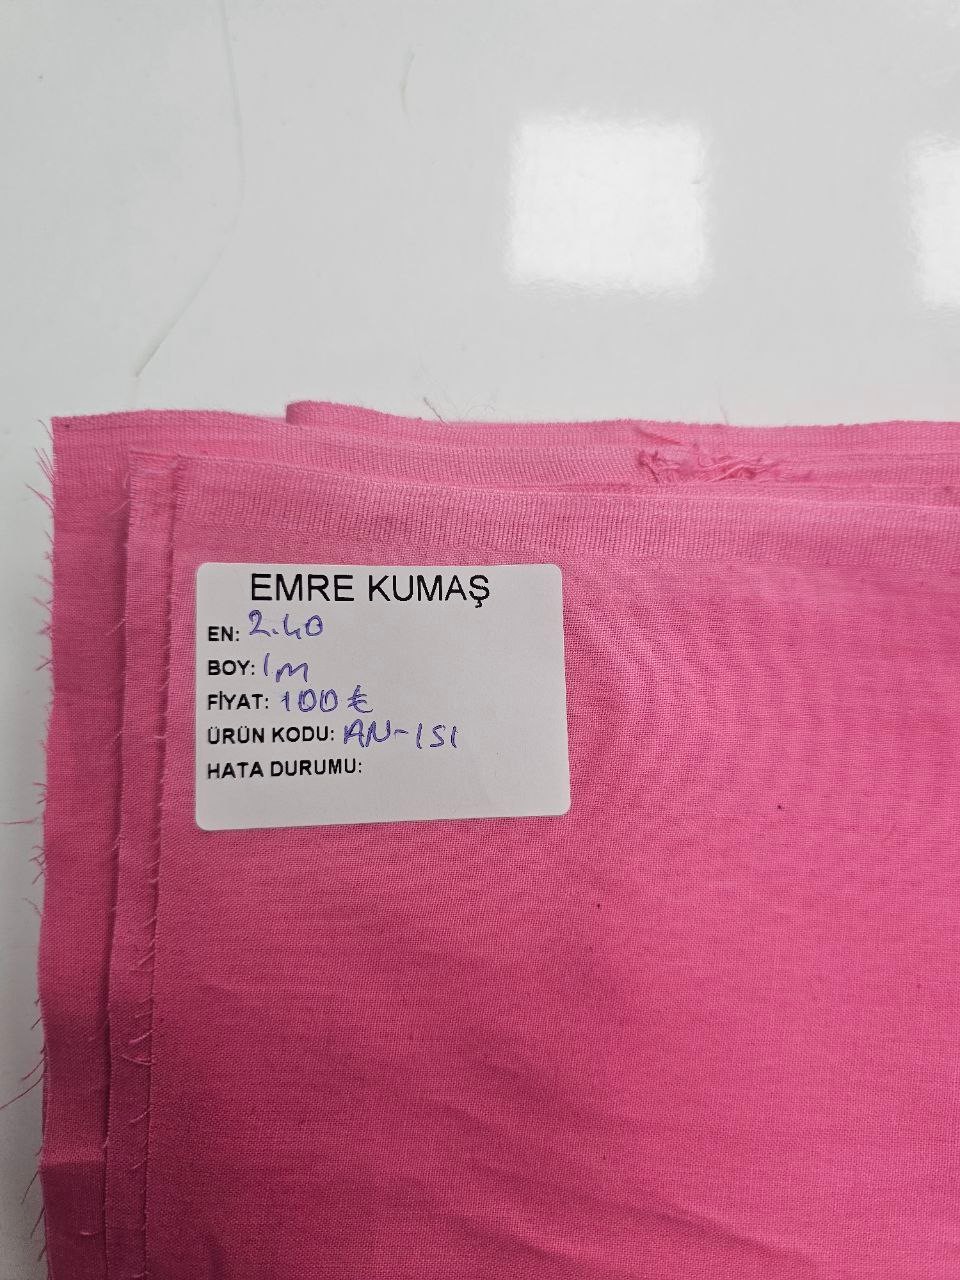 EMRE KUMAŞ
EN: 2.40
BOY: 1m
FİYAT: 100 ₺
ÜRÜN KODU: AN-151
HATA DURUMU: